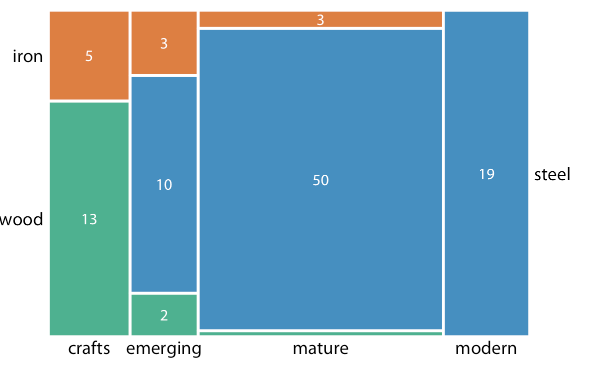 3
3
iron
5
50
steel
19
10
wood
13
2
crafts
emerging
mature
modern